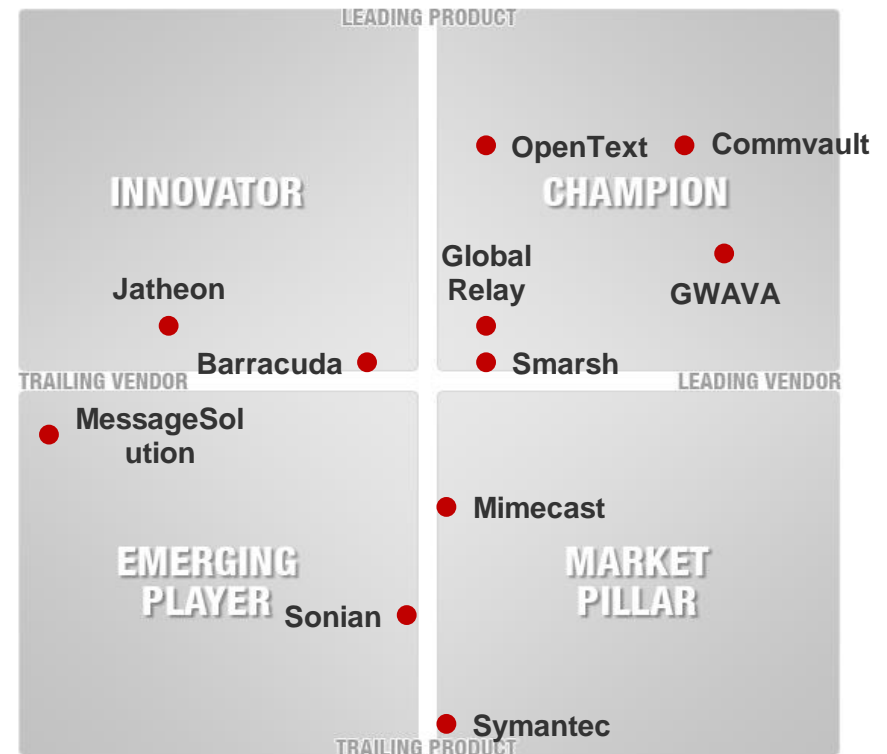 LEADING PRODUCT
OpenText
Commvault
INNOVATOR
CHAMPION
Global
Relay
GWAVA
Jatheon
Barracuda
Smarsh
TRAILING VENDOR
LEADING VENDOR
MessageSol
ution
Mimecast
EMERGING
PLAYER
MARKET
PILLAR
Sonian
Symantec
TRAILING PRODUCT